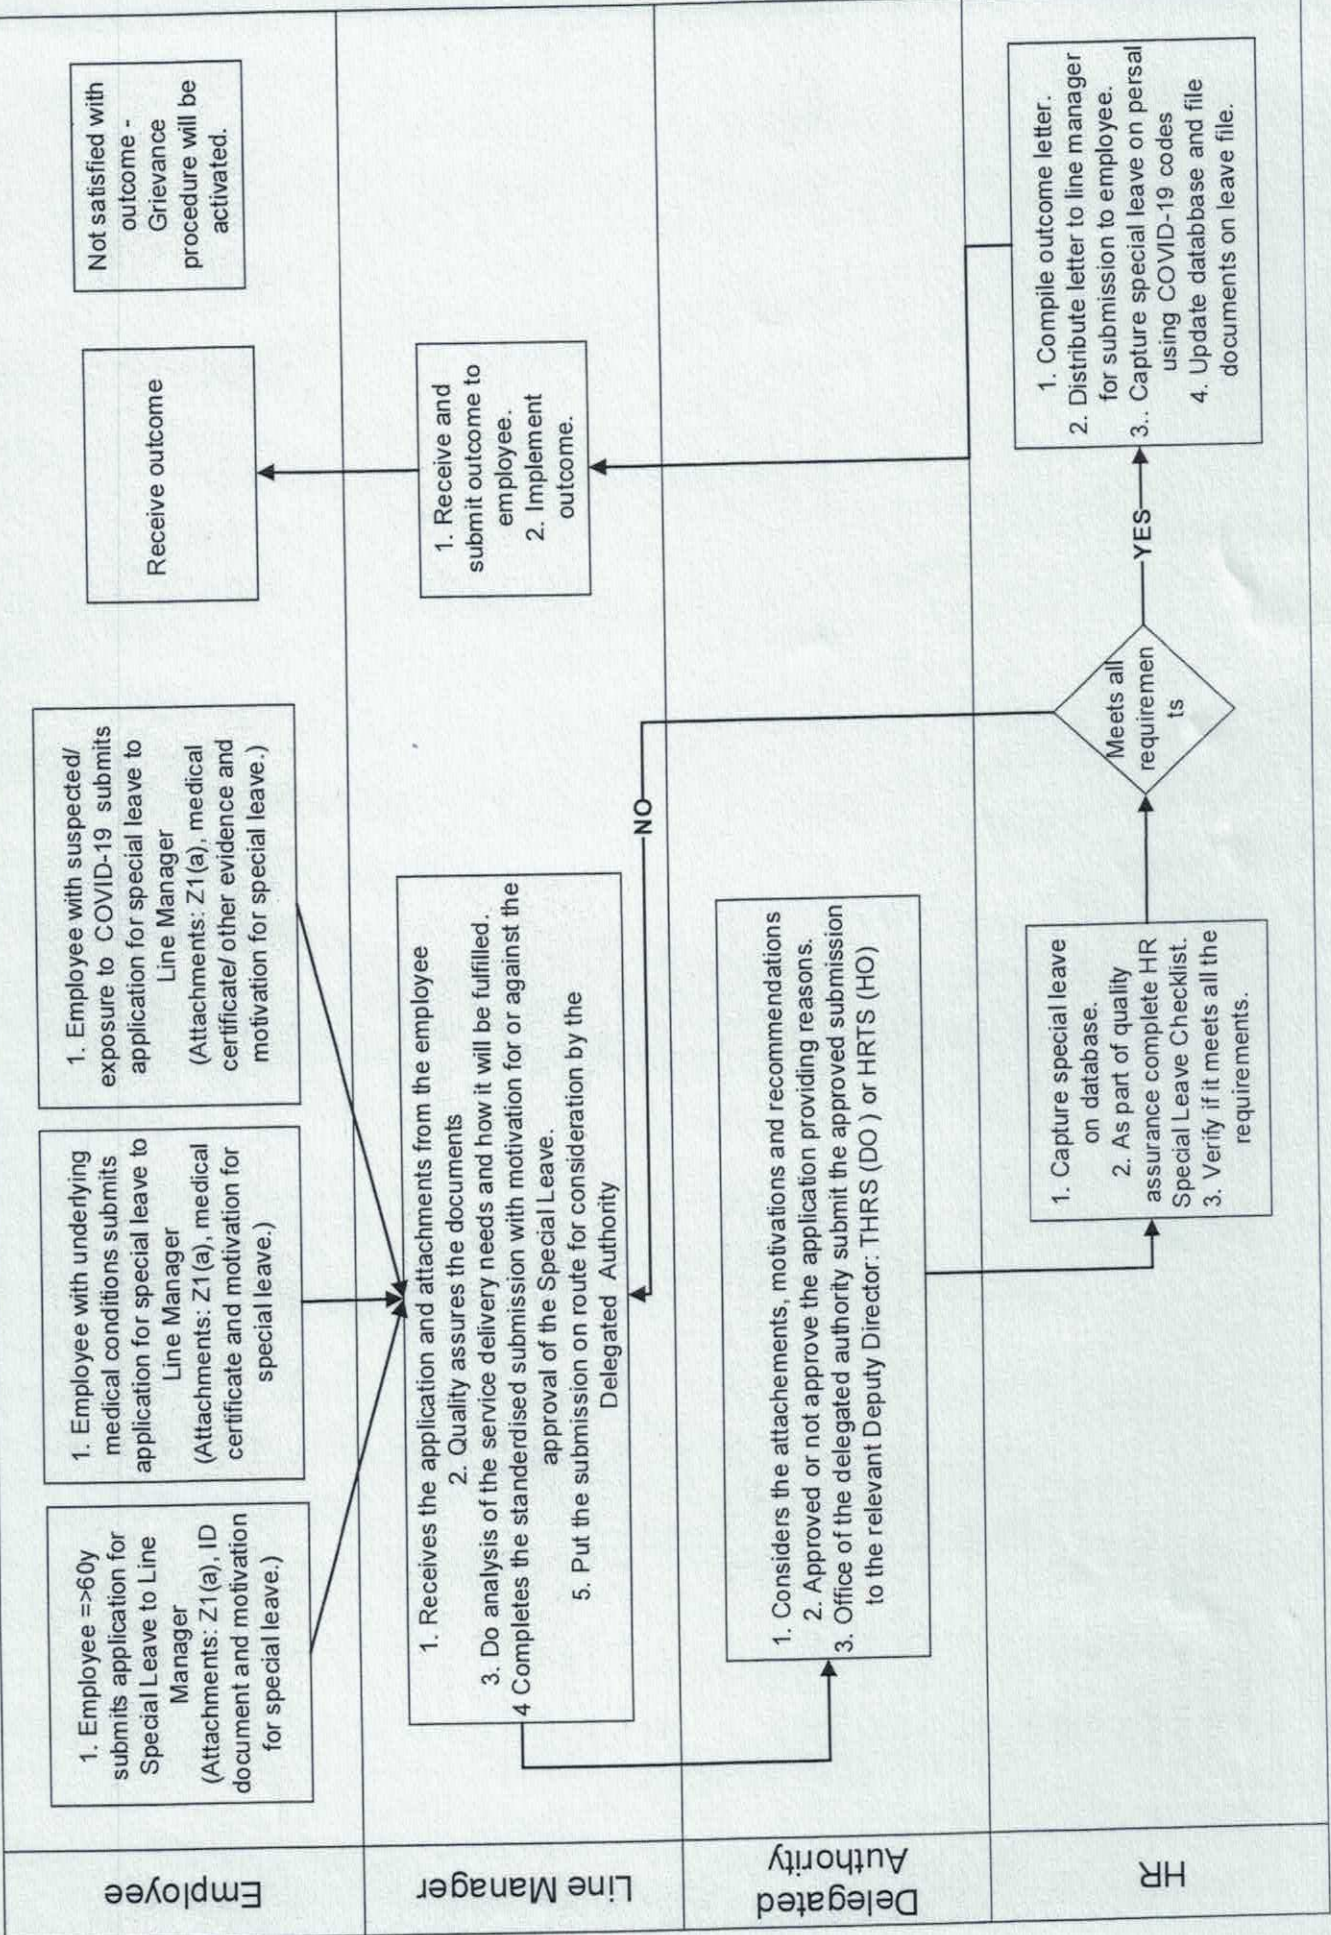 Employee
1. Employee =>60y
submits application for
Special Leave to Line
Manager
(Attachments: Z1(a), ID
document and motivation
for special leave.)
1. Employee with underlying
medical conditions submits
application for special leave to
Line Manager
(Attachments: Z1(a), medical
certificate and motivation for
special leave.)
1. Employee with suspected/
exposure to COVID-19 submits
application for special leave to
Line Manager
(Attachments: Z1(a), medical
certificate/ other evidence and
motivation for special leave.)
Receive outcome
Not satisfied with
outcome -
Grievance
procedure will be
activated.
Line Manager
1. Receives the application and attachments from the employee
2. Quality assures the documents
3. Do analysis of the service delivery needs and how it will be fulfilled.
4 Completes the standerdised submission with motivation for or against the
approval of the Special Leave.
5. Put the submission on route for consideration by the
Delegated Authority
NO
1. Receive and
submit outcome to
employee.
2. Implement
outcome.
Delegated
Authority
1. Considers the attachements, motivations and recommendations
2. Approved or not approve the application providing reasons.
3. Office of the delegated authority submit the approved submission
to the relevant Deputy Director: THRS (DO ) or HRTS (HO)
HR
1. Capture special leave
on database.
2. As part of quality
assurance complete HR
Special Leave Checklist.
3. Verify if it meets all the
requirements.
Meets all
requiremen
ts
YES
1. Compile outcome letter.
2. Distribute letter to line manager
for submission to employee.
3.. Capture special leave on persal
using COVID-19 codes
4. Update databbase and file
documents on leave file.